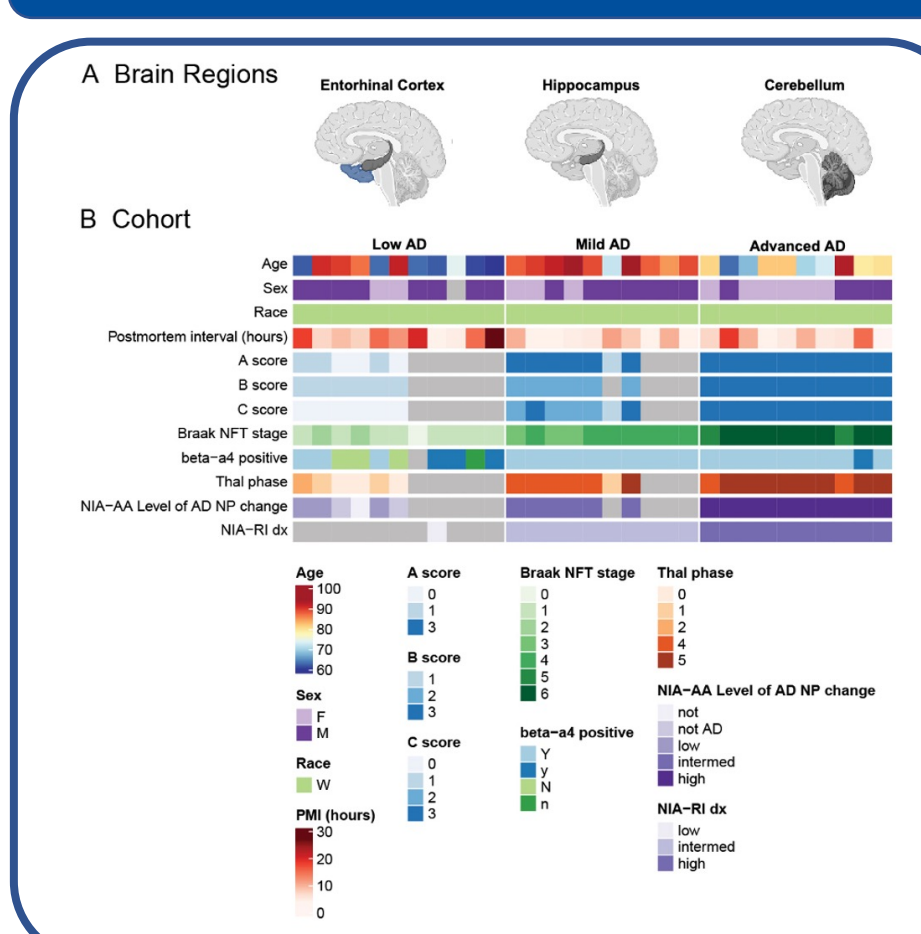 A Brain Regions
Entorhinal Cortex
Hippocampus
Cerebellum
B Cohort
Low AD
Mild AD
Advanced AD
Age
Sex
Race
Postmortem interval (hours)
A score
B score
C score
Braak NFT stage
beta−a4 positive
Thal phase
NIA−AA Level of AD NP change
NIA−RI dx
Age
100
90
80
70
60
Sex
F
M
Race
W
PMI (hours)
30
20
10
0
A score
0
1
3
B score
1
2
3
C score
0
1
2
3
Braak NFT stage
0
1
2
3
4
5
6
beta−a4 positive
Y
y
N
n
Thal phase
0
1
2
4
5
NIA−AA Level of AD NP change
not
not AD
low
intermed
high
NIA−RI dx
low
intermed
high